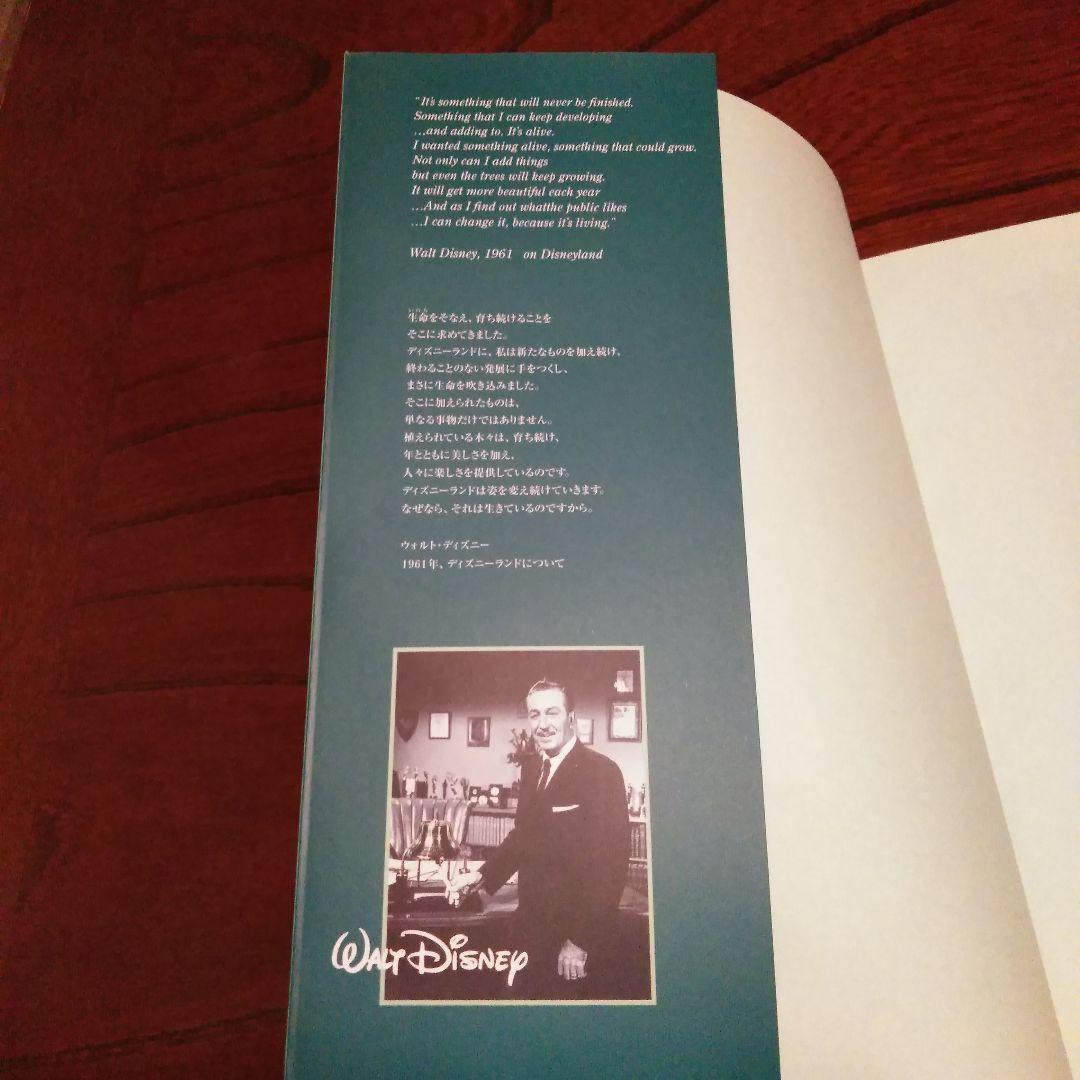 "It's something that will never be finished.
Something that I can keep developing
...and adding to. It's alive.
I wanted something alive, something that could grow.
Not only can I add things
but even the trees will keep growing.
It will get more beautiful each year
...And as I find out whatthe public likes
...I can change it, because it's living."
Walt Disney, 1961 on Disneyland
生命をそなえ、育ち続けることを
そこに求めてきました。
ディズニーランドに、私は新たなものを加え続け、
終わることのない発展に手をつくし、
まさに生命を吹き込みました。
そこに加えられたものは、
単なる事物だけではありません。
植えられている木々は、育ち続け、
年とともに美しさを加え、
人々に楽しさを提供しているのです。
ディズニーランドは姿を変え続けていきます。
なぜなら、それは生きているのですから。
ウォルト・ディズニー
1961年、ディズニーランドについて
WALT DISNEY